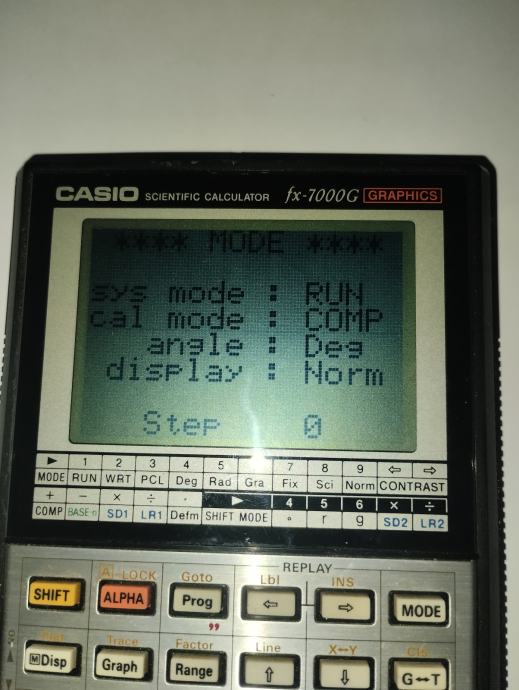 CASIO SCIENTIFIC CALCULATOR fx-7000G GRAPHICS
**** MODE ****
sys mode : RUN
cal mode : COMP
angle : Deg
display : Norm
Step 0
► 1 2 3 4 5 7 8 9 ⇦ ⇨
MODE RUN WRT PCL Deg Rad Gra Fix Sci Norm CONTRAST
+ − × ÷ · ► 4 5 6 × ÷
COMP BASE-n SD1 LR1 Defm SHIFT MODE ° r g SD2 LR2
REPLAY
A-LOCK Goto Lbl INS
SHIFT ALPHA Prog ⇦ ⇨ MODE
Trace Factor Line X↔Y Cls
MDisp Graph Range ⇧ ⇩ G↔T